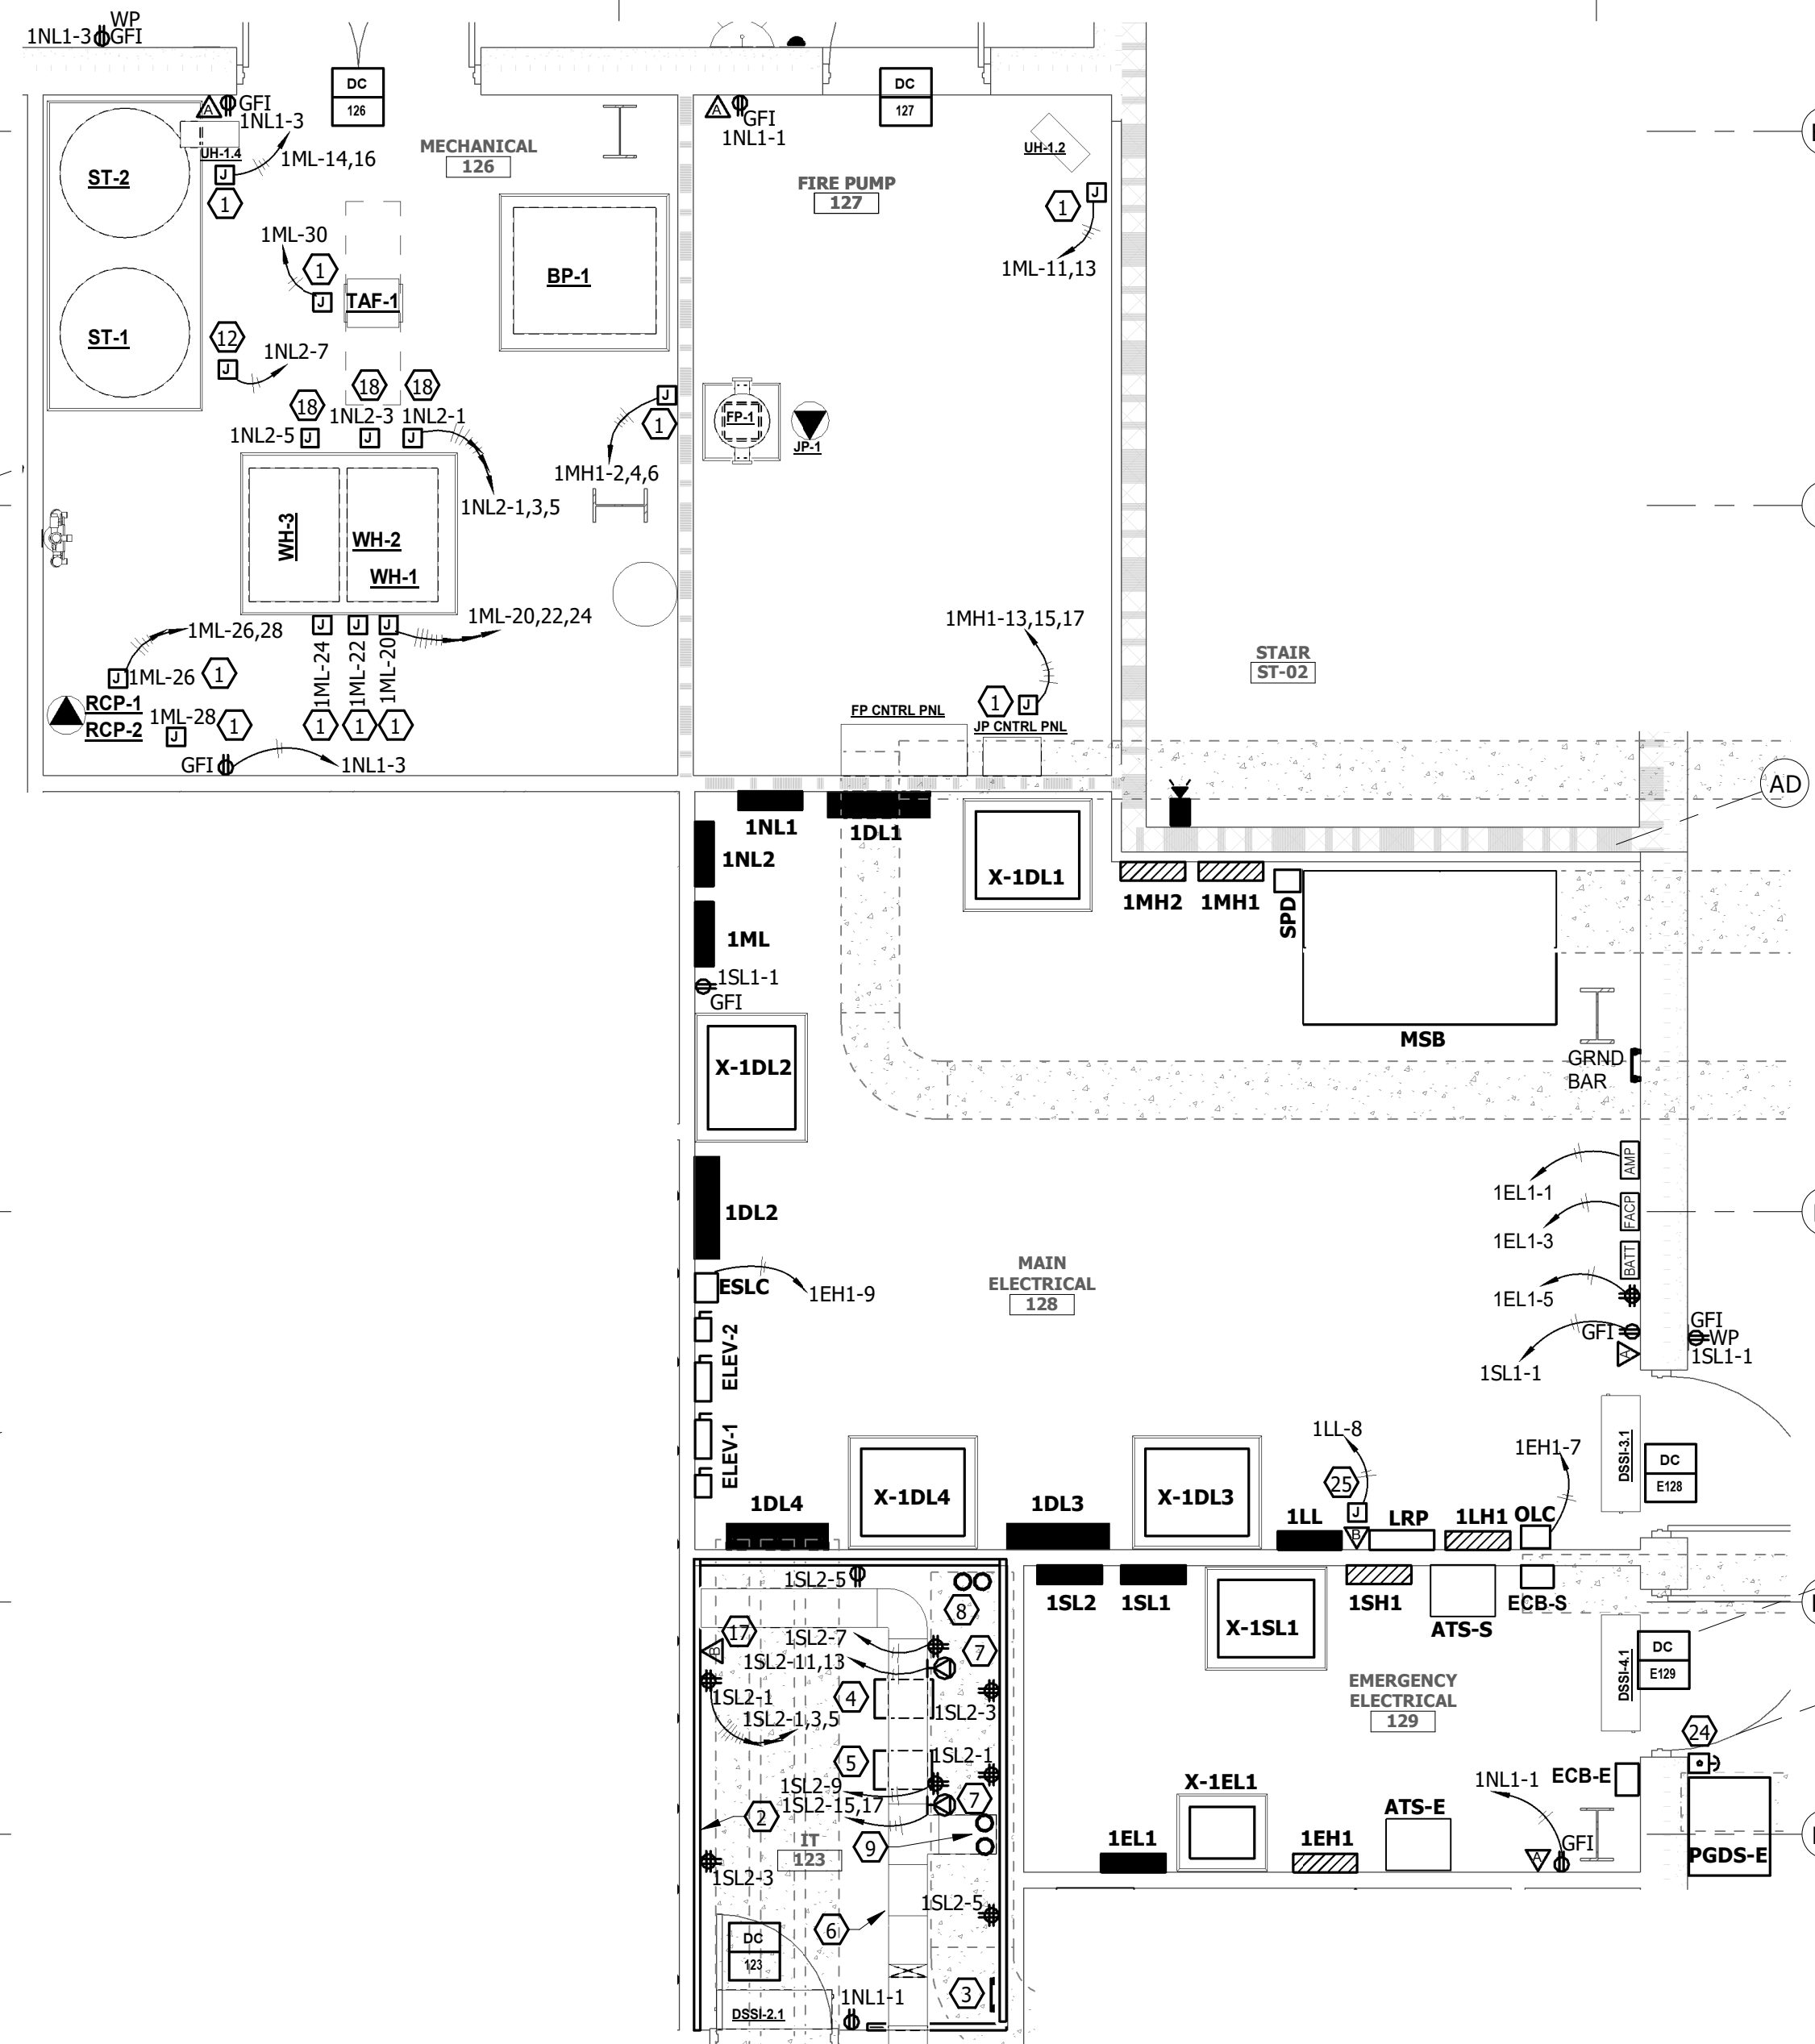 WP
1NL1-3
GFI
A
GFI
1NL1-3
UH-1.4
ST-2
J
1
1ML-14,16
DC
126
MECHANICAL
126
A
GFI
1NL1-1
DC
127
FIRE PUMP
127
UH-1.2
J
1
1ML-11,13
1ML-30
1
J
TAF-1
BP-1
ST-1
12
J
1NL2-7
18
18
18
1NL2-3
1NL2-1
1NL2-5
J
J
J
1NL2-1,3,5
J
1
1MH1-2,4,6
FP-1
JP-1
WH-3
WH-2
WH-1
1ML-20,22,24
J
J
J
1ML-24
1ML-22
1ML-20
1
1
1
1ML-26,28
J
1ML-26
1
RCP-1
RCP-2
1ML-28
J
1
GFI
1NL1-3
1MH1-13,15,17
1
J
FP CNTRL PNL
JP CNTRL PNL
STAIR
ST-02
AD
1NL1
1DL1
1NL2
X-1DL1
1MH2
1MH1
SPD
MSB
1ML
1SL1-1
GFI
X-1DL2
GRND
BAR
1DL2
AMP
1EL1-1
FACP
1EL1-3
BATT
1EL1-5
GFI
A
1SL1-1
GFI
WP
1SL1-1
ESLC
1EH1-9
MAIN
ELECTRICAL
128
ELEV-2
ELEV-1
1DL4
X-1DL4
1DL3
X-1DL3
1LL-8
25
J
B
1LL
LRP
1LH1
OLC
1EH1-7
DSSI-3.1
DC
E128
1SL2-5
8
1SL2
1SL1
X-1SL1
1SH1
ATS-S
ECB-S
17
B
1SL2-7
7
1SL2-11,13
4
1SL2-1
1SL2-3
1SL2-1,3,5
5
1SL2-1
1SL2-9
7
1SL2-15,17
2
IT
123
9
1SL2-3
1SL2-5
6
DC
123
3
1NL1-1
DSSI-2.1
EMERGENCY
ELECTRICAL
129
DSSI-4.1
DC
E129
24
ECB-E
X-1EL1
1NL1-1
ATS-E
1EL1
1EH1
A
GFI
PGDS-E